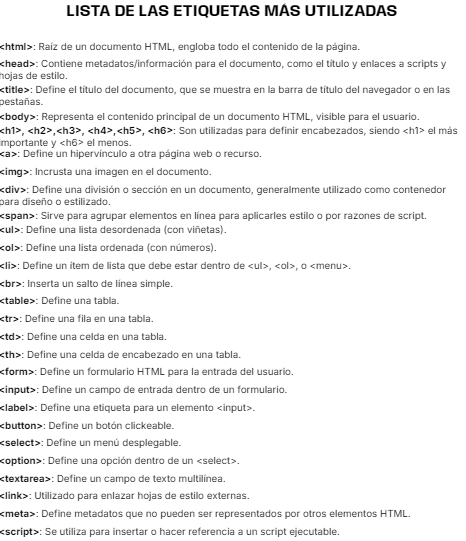 LISTA DE LAS ETIQUETAS MAS UTILIZADAS
<html>: Raíz de un documento HTML, engloba todo el contenido de la página.
<head>: Contiene metadatos/información para el documento, como el título y enlaces a scripts y
hojas de estilo.
<title>: Define el título del documento, que se muestra en la barra de título del navegador o en las
pestañas.
<body>: Representa el contenido principal de un documento HTML, visible para el usuario.
<h1>, <h2>,<h3>, <h4>,<h5>, <h6>: Son utilizadas para definir encabezados, siendo <h1> el más
importante y <h6> el menos.
<a>: Define un hipervínculo a otra página web o recurso.
<img>: Incrusta una imagen en el documento.
<div>: Define una división o sección en un documento, generalmente utilizado como contenedor
para diseño o estilizado.
<span>: Sirve para agrupar elementos en línea para aplicarles estilo o por razones de script.
<ul>: Define una lista desordenada (con viñetas).
<ol>: Define una lista ordenada (con números).
<li>: Define un ítem de lista que debe estar dentro de <ul>, <ol>, o <menu>.
<br>: Inserta un salto de línea simple.
<table>: Define una tabla.
<tr>: Define una fila en una tabla.
<td>: Define una celda en una tabla.
<th>: Define una celda de encabezado en una tabla.
<form>: Define un formulario HTML para la entrada del usuario.
<input>: Define un campo de entrada dentro de un formulario.
<label>: Define una etiqueta para un elemento <input>.
<button>: Define un botón clickeable.
<select>: Define un menú desplegable.
<option>: Define una opción dentro de un <select>.
<textarea>: Define un campo de texto multilínea.
<link>: Utilizado para enlazar hojas de estilo externas.
<meta>: Define metadatos que no pueden ser representados por otros elementos HTML.
<script>: Se utiliza para insertar o hacer referencia a un script ejecutable.